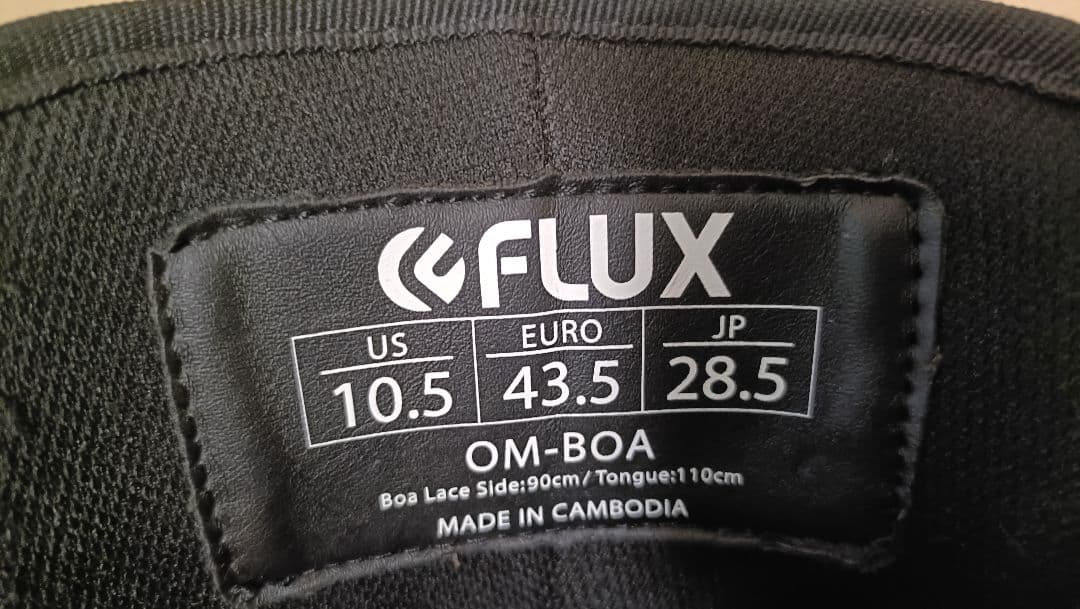 FLUX
US EURO JP
10.5 43.5 28.5
OM-BOA
Boa Lace Side:90cm/Tongue:110cm
MADE IN CAMBODIA